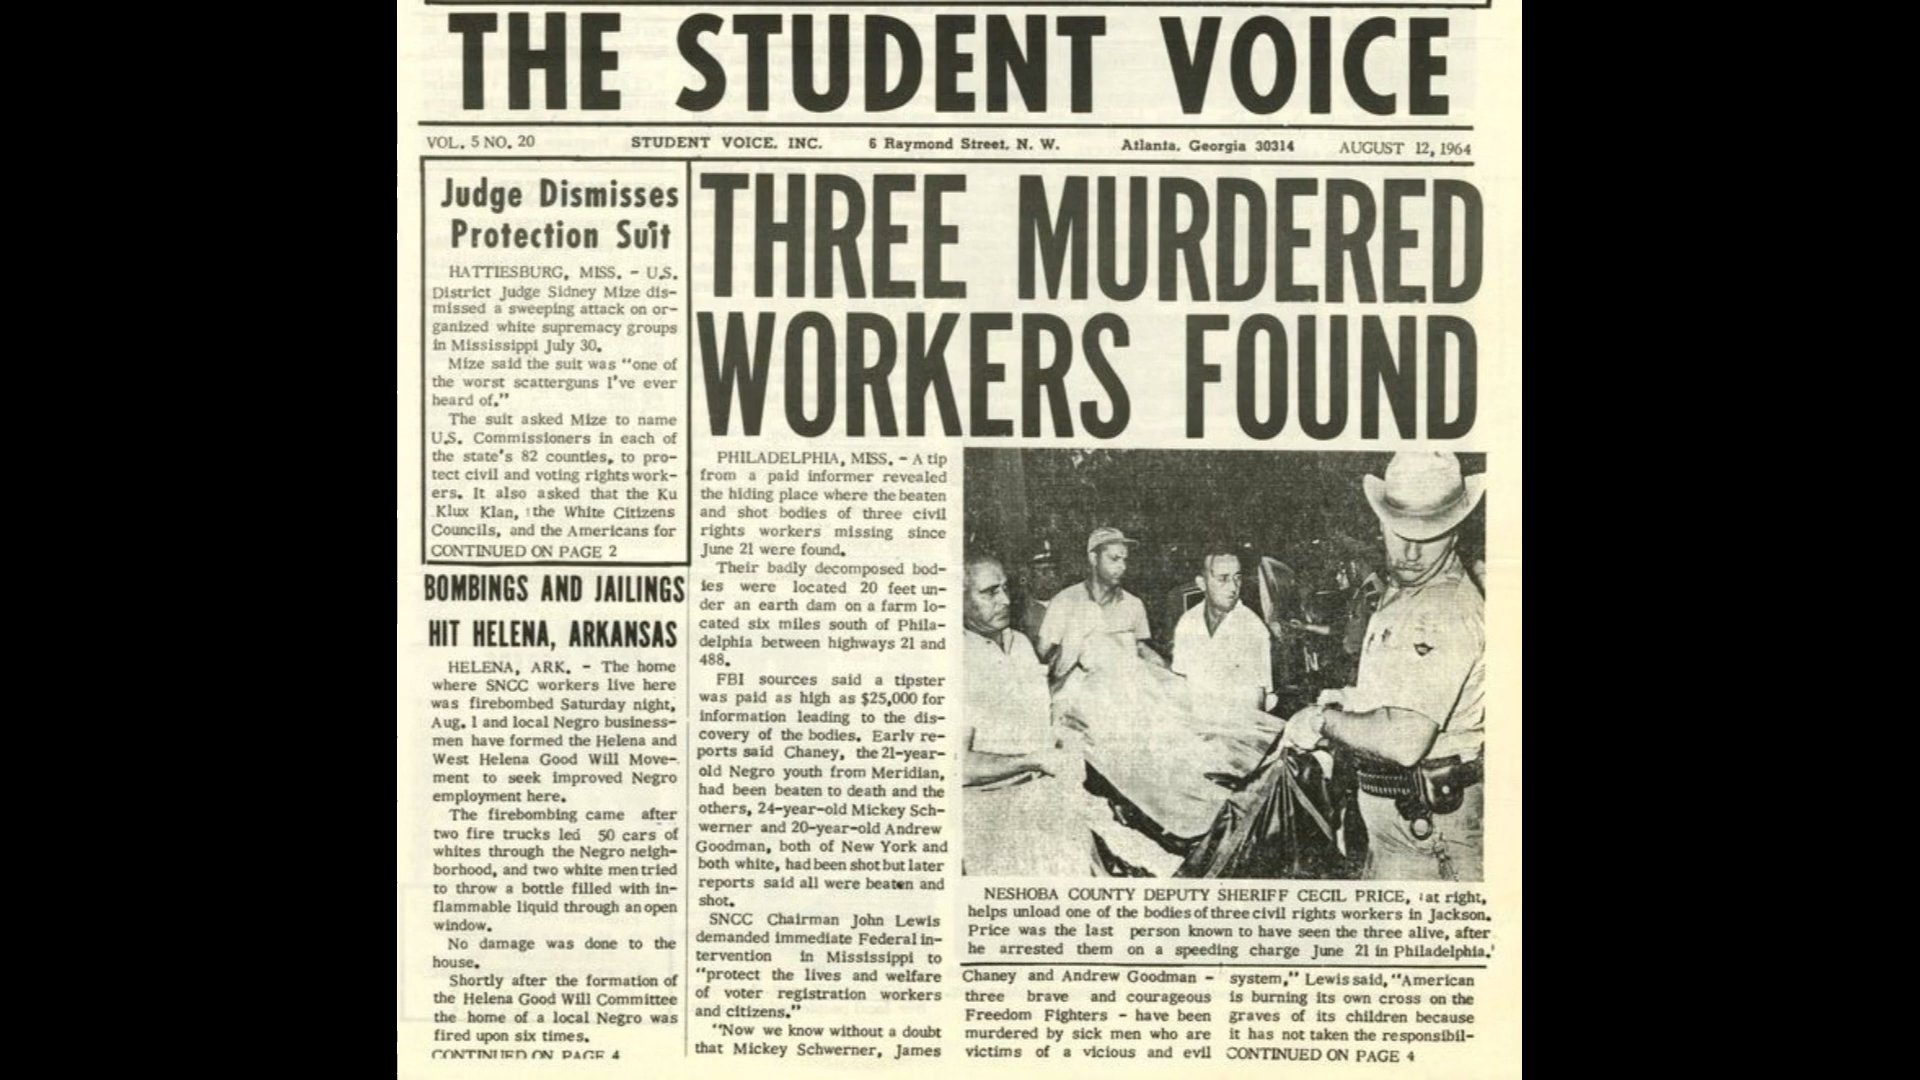 THE STUDENT VOICE
VOL. 5 NO. 20 STUDENT VOICE, INC. 6 Raymond Street, N. W. Atlanta, Georgia 30314 AUGUST 12, 1964
Judge Dismisses
Protection Suit
HATTIESBURG, MISS. - U.S.
District Judge Sidney Mize dis-
missed a sweeping attack on or-
ganized white supremacy groups
in Mississippi July 30.
Mize said the suit was "one of
the worst scatterguns I've ever
heard of."
The suit asked Mize to name
U.S. Commissioners in each of
the state's 82 counties, to pro-
tect civil and voting rights work-
ers. It also asked that the Ku
Klux Klan, the White Citizens
Councils, and the Americans for
CONTINUED ON PAGE 2
BOMBINGS AND JAILINGS
HIT HELENA, ARKANSAS
HELENA, ARK. - The home
where SNCC workers live here
was firebombed Saturday night,
Aug. 1 and local Negro business-
men have formed the Helena and
West Helena Good Will Move-
ment to seek improved Negro
employment here.
The firebombing came after
two fire trucks led 50 cars of
whites through the Negro neigh-
borhood, and two white men tried
to throw a bottle filled with in-
flammable liquid through an open
window.
No damage was done to the
house.
Shortly after the formation of
the Helena Good Will Committee
the home of a local Negro was
fired upon six times.
CONTINUED ON PAGE 4
THREE MURDERED
WORKERS FOUND
PHILADELPHIA, MISS. - A tip
from a paid informer revealed
the hiding place where the beaten
and shot bodies of three civil
rights workers missing since
June 21 were found.
Their badly decomposed bod-
ies were located 20 feet un-
der an earth dam on a farm lo-
cated six miles south of Phila-
delphia between highways 21 and
488.
FBI sources said a tipster
was paid as high as $25,000 for
information leading to the dis-
covery of the bodies. Early re-
ports said Chaney, the 21-year-
old Negro youth from Meridian,
had been beaten to death and the
others, 24-year-old Mickey Sch-
werner and 20-year-old Andrew
Goodman, both of New York and
both white, had been shot but later
reports said all were beaten and
shot.
SNCC Chairman John Lewis
demanded immediate Federal in-
tervention in Mississippi to
"protect the lives and welfare
of voter registration workers
and citizens."
"Now we know without a doubt
that Mickey Schwerner, James
NESHOBA COUNTY DEPUTY SHERIFF CECIL PRICE, at right,
helps unload one of the bodies of three civil rights workers in Jackson.
Price was the last person known to have seen the three alive, after
he arrested them on a speeding charge June 21 in Philadelphia.
Chaney and Andrew Goodman -
three brave and courageous
Freedom Fighters - have been
murdered by sick men who are
victims of a vicious and evil
system," Lewis said, "American
is burning its own cross on the
graves of its children because
it has not taken the responsibil-
CONTINUED ON PAGE 4